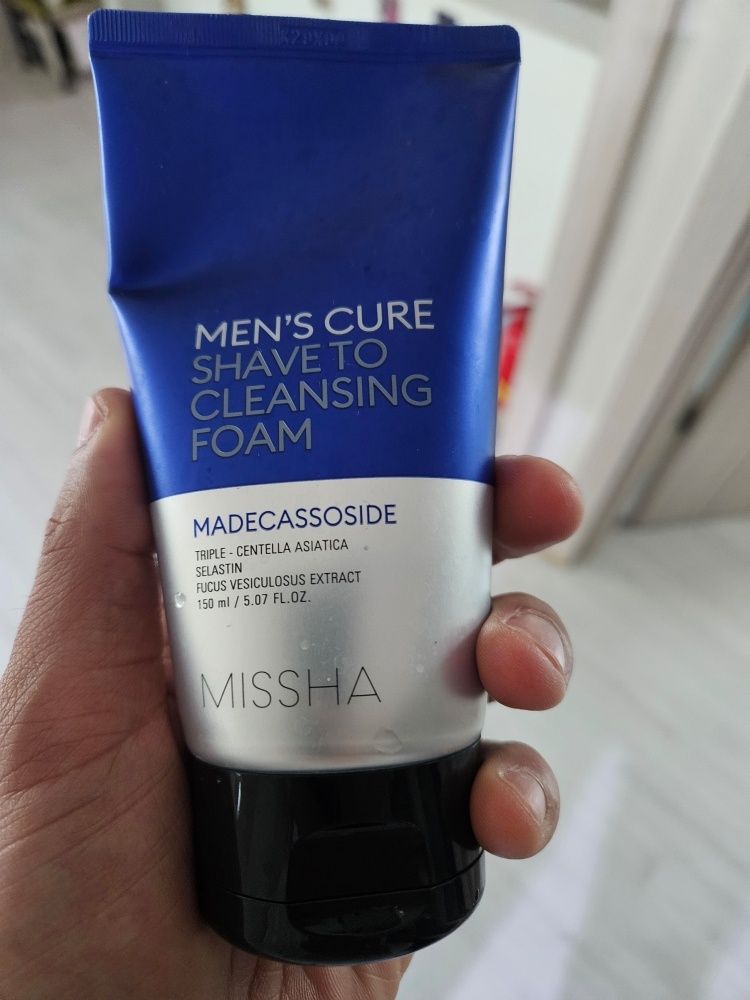 MEN'S CURE
SHAVE TO
CLEANSING
FOAM
MADECASSOSIDE
TRIPLE - CENTELLA ASIATICA
SELASTIN
FUCUS VESICULOSUS EXTRACT
150 ml / 5.07 FL.OZ.
MISSHA